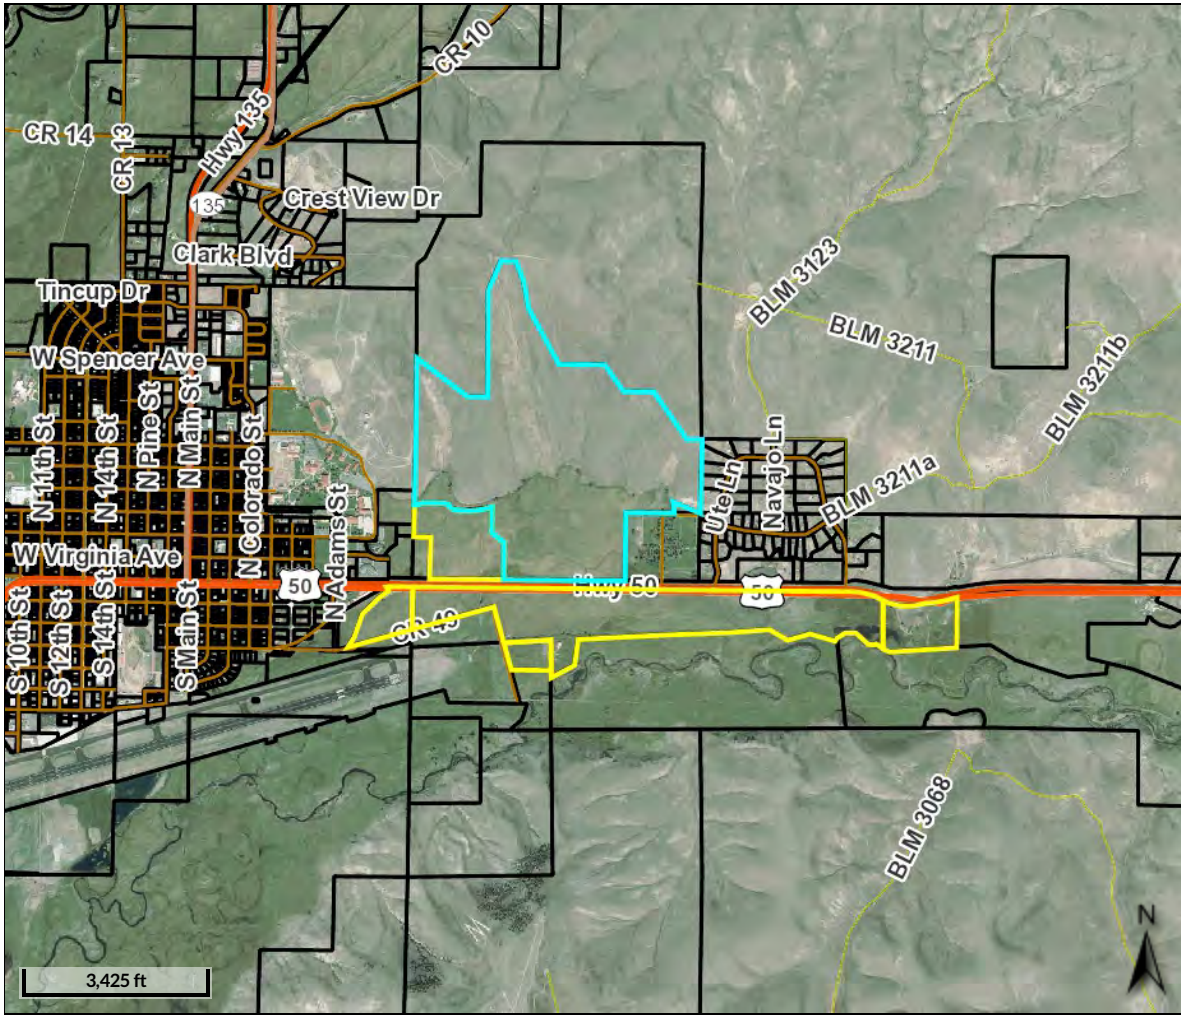 CR 10
CR 14
CR 13
Hwy 135
135
Crest View Dr
Clark Blvd
Tincup Dr
BLM 3123
BLM 3211
BLM 3211b
W Spencer Ave
N Main St
N Pine St
N 11th St
N 14th St
N Colorado St
Navajo Ln
Ute Ln
BLM 3211a
N Adams St
W Virginia Ave
50
Hwy 50
50
CR 49
S 10th St
S 12th St
S 14th St
S Main St
BLM 3068
N
3,425 ft